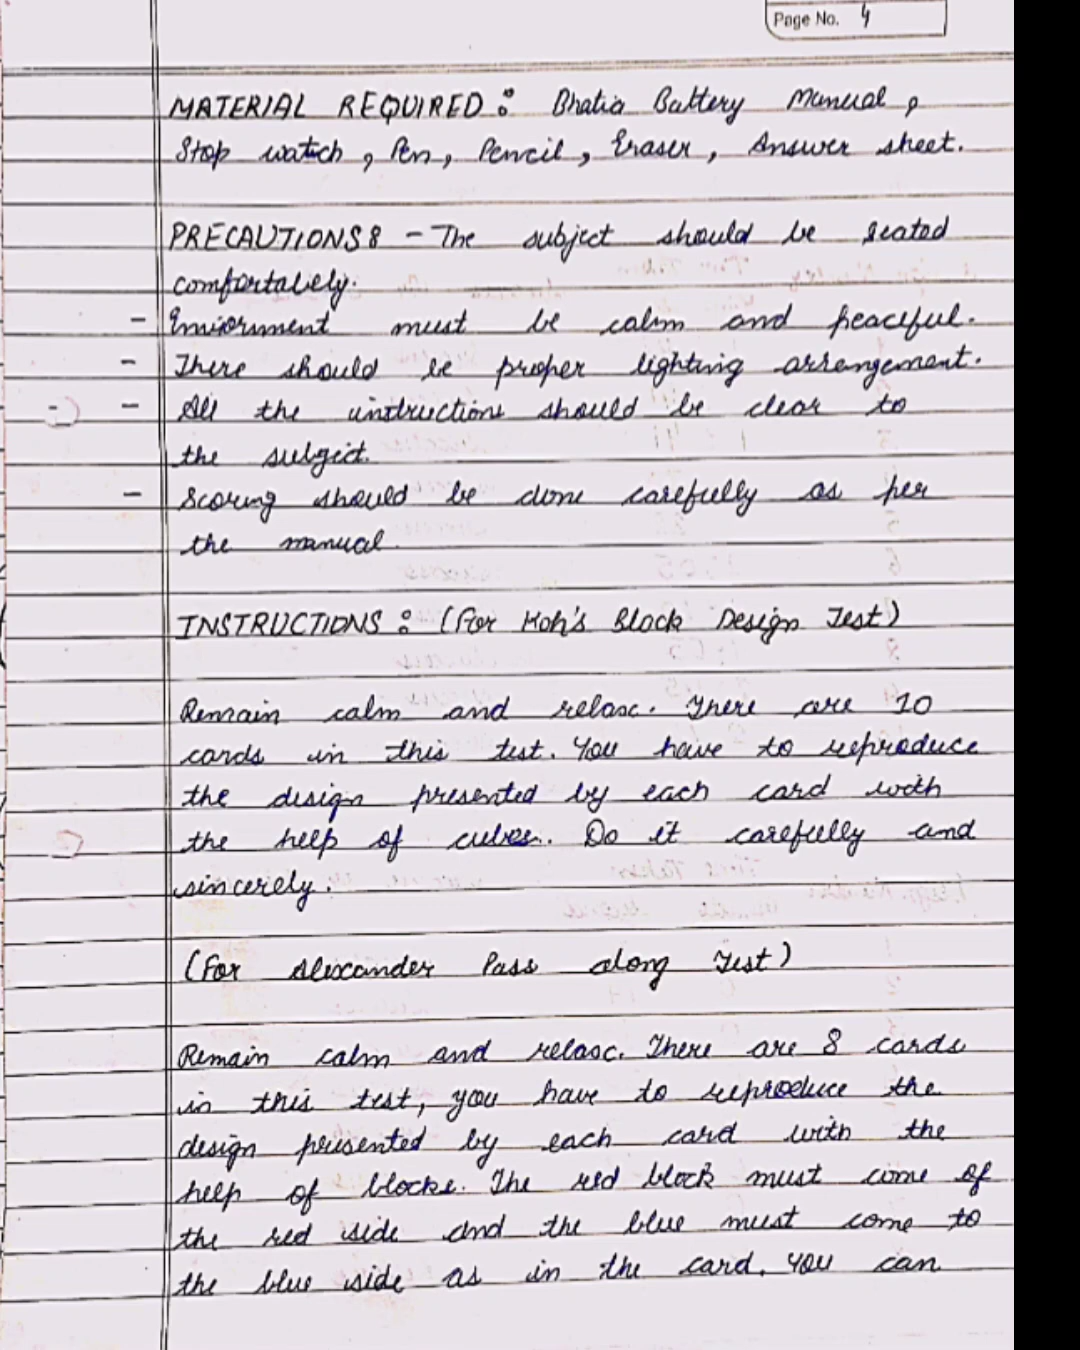 Page No. 4
MATERIAL REQUIRED : Bhatia Battery Manual,
Stop watch, Pen, Pencil, Eraser, Answer sheet.
PRECAUTIONS : - The subject should be seated
comfortabely.
- Enviornment must be calm and peaceful.
- There should be proper lighting arrangement.
- All the instructions should be clear to
the subject.
- Scoring should be done carefully as per
the manual.
INSTRUCTIONS : (For Koh's Block Design Test)
Remain calm and relax. There are 10
cards in this test. You have to reproduce
the design presented by each card with
the help of cubes. Do it carefully and
sincerely.
(For Alexander Pass along Test)
Remain calm and relax. There are 8 cards
in this test, you have to reproduce the
design presented by each card with the
help of blocks. The red block must come of
the red side and the blue must come to
the blue side as in the card. You can